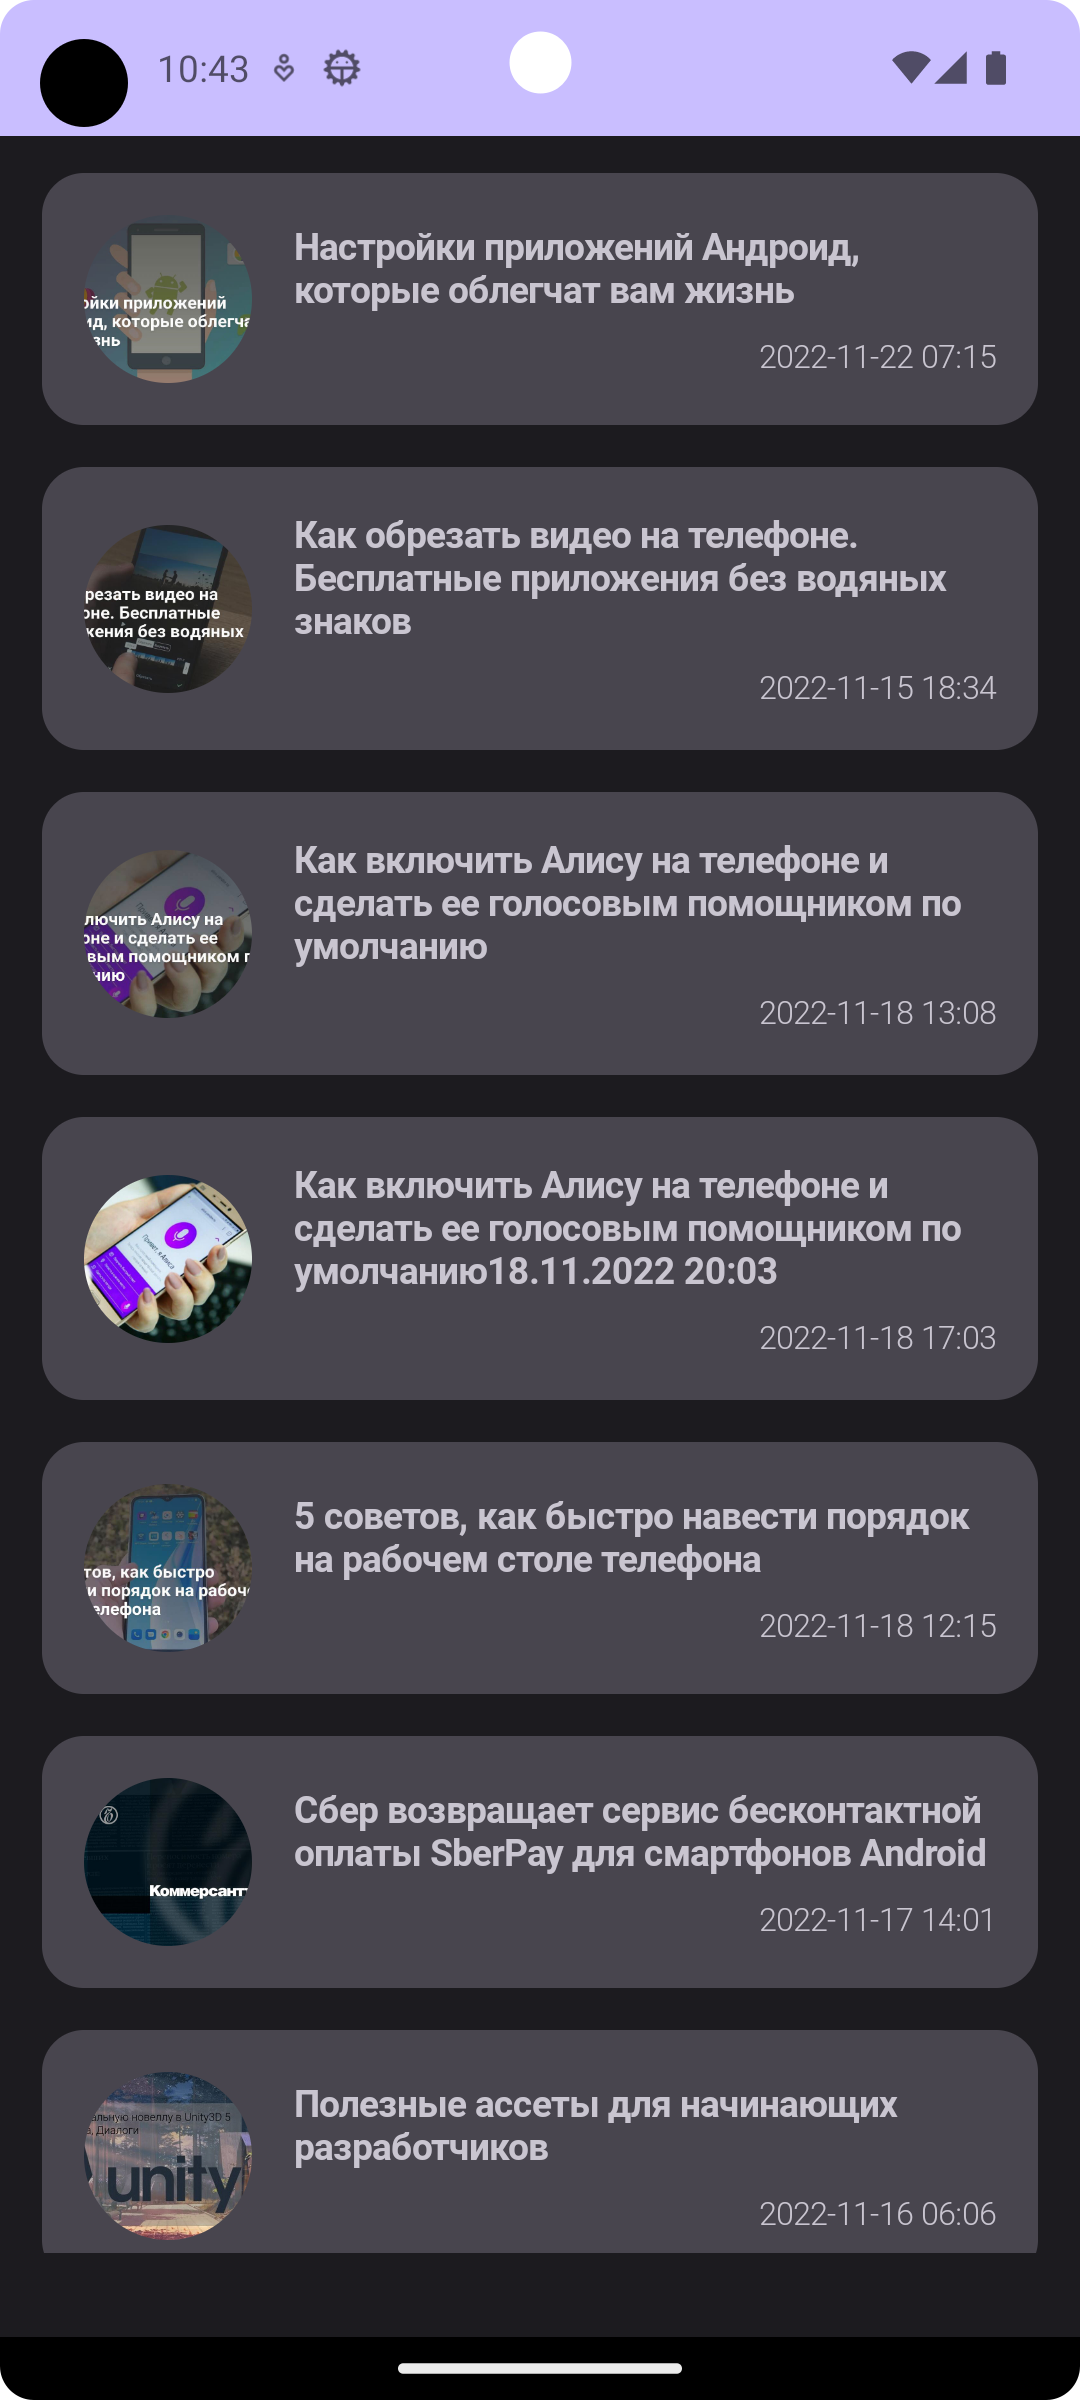 10:43
ойки приложений
ид, которые облегча
знь
Настройки приложений Андроид,
которые облегчат вам жизнь
2022-11-22 07:15
резать видео на
оне. Бесплатные
жения без водяных
Как обрезать видео на телефоне.
Бесплатные приложения без водяных
знаков
2022-11-15 18:34
лючить Алису на
оне и сделать ее
вым помощником п
нию
Как включить Алису на телефоне и
сделать ее голосовым помощником по
умолчанию
2022-11-18 13:08
Привет, я Алиса
Как включить Алису на телефоне и
сделать ее голосовым помощником по
умолчанию18.11.2022 20:03
2022-11-18 17:03
тов, как быстро
и порядок на рабоч
елефона
5 советов, как быстро навести порядок
на рабочем столе телефона
2022-11-18 12:15
Коммерсантъ
Сбер возвращает сервис бесконтактной
оплаты SberPay для смартфонов Android
2022-11-17 14:01
альную новеллу в Unity3D 5
а, Диалоги
unity
Полезные ассеты для начинающих
разработчиков
2022-11-16 06:06